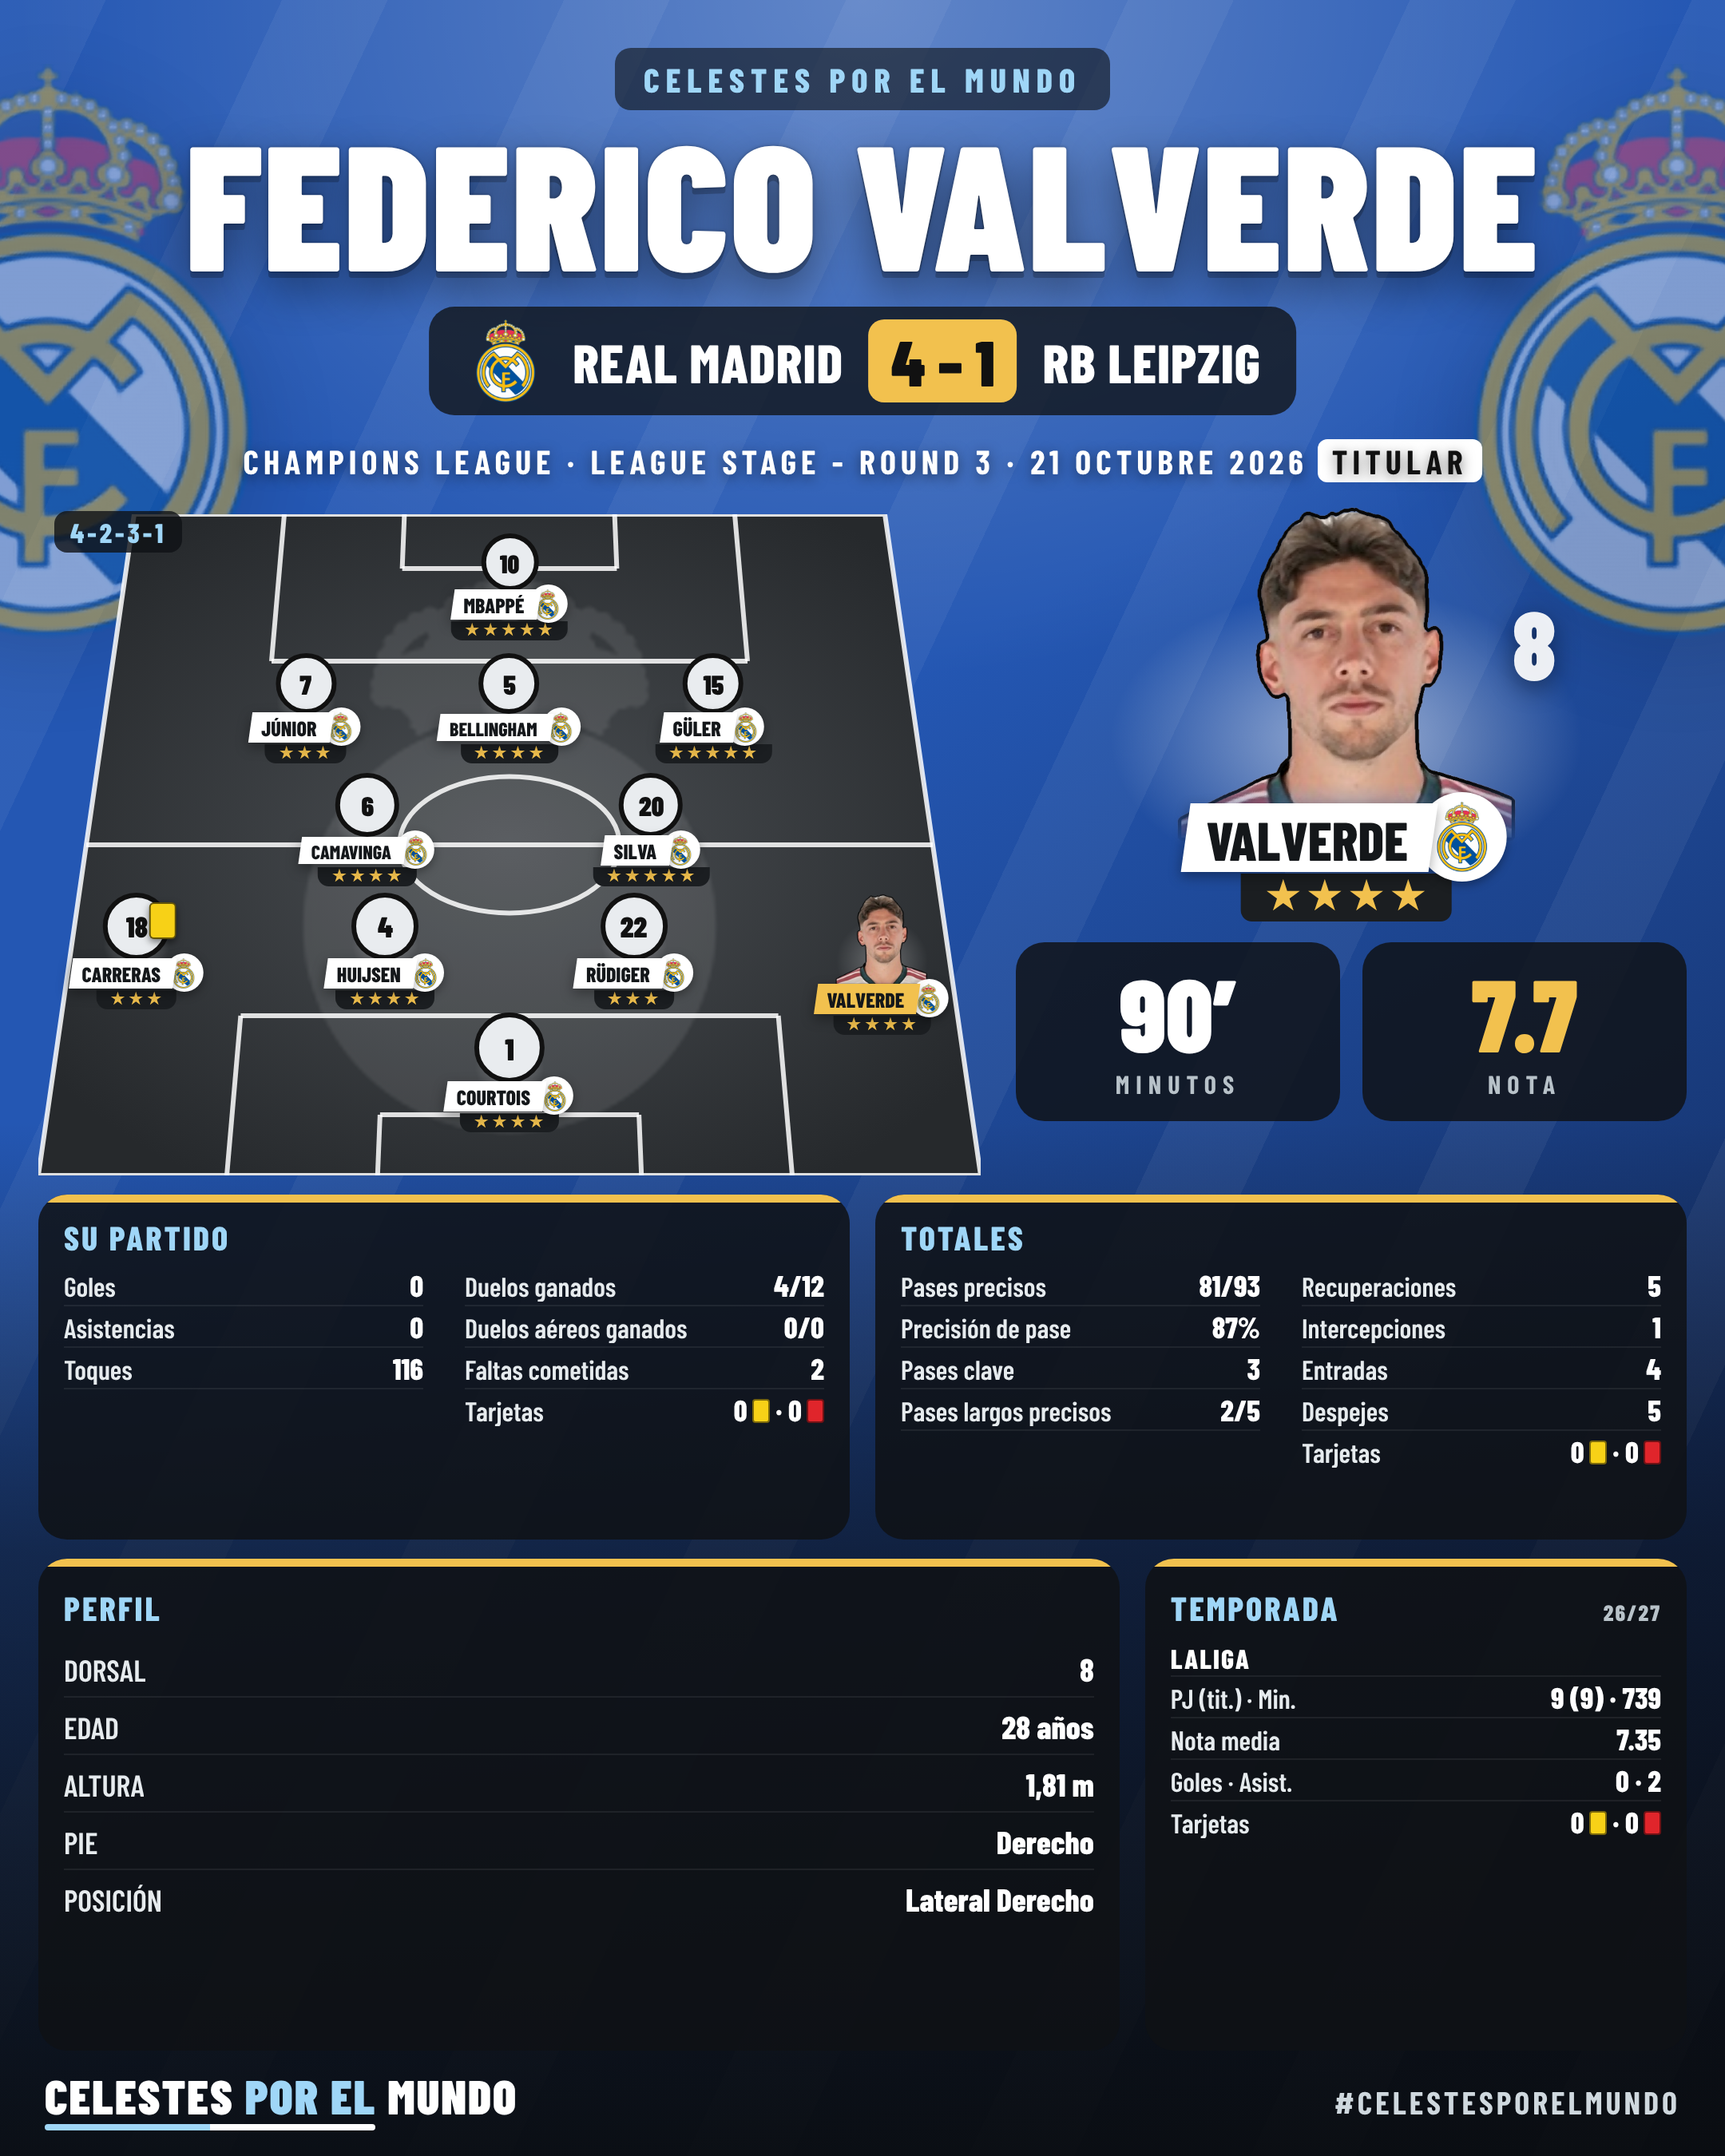 CELESTES POR EL MUNDO
FEDERICO VALVERDE
REAL MADRID 4 - 1 RB LEIPZIG
CHAMPIONS LEAGUE · LEAGUE STAGE - ROUND 3 · 21 OCTUBRE 2026 TITULAR
4-2-3-1
10
MBAPPÉ
★★★★★
7 5 15
JÚNIOR BELLINGHAM GÜLER
★★★ ★★★★ ★★★★★
6 20
CAMAVINGA SILVA
★★★★ ★★★★★
18 4 22
CARRERAS HUIJSEN RÜDIGER VALVERDE
★★★ ★★★★ ★★★ ★★★★
1
COURTOIS
★★★★
8
VALVERDE
★★★★
90′ 7.7
MINUTOS NOTA
SU PARTIDO
Goles 0
Asistencias 0
Toques 116
Duelos ganados 4/12
Duelos aéreos ganados 0/0
Faltas cometidas 2
Tarjetas 0 · 0
TOTALES
Pases precisos 81/93
Precisión de pase 87%
Pases clave 3
Pases largos precisos 2/5
Recuperaciones 5
Intercepciones 1
Entradas 4
Despejes 5
Tarjetas 0 · 0
PERFIL
DORSAL 8
EDAD 28 años
ALTURA 1,81 m
PIE Derecho
POSICIÓN Lateral Derecho
TEMPORADA 26/27
LALIGA
PJ (tit.) · Min. 9 (9) · 739
Nota media 7.35
Goles · Asist. 0 · 2
Tarjetas 0 · 0
CELESTES POR EL MUNDO
#CELESTESPORELMUNDO